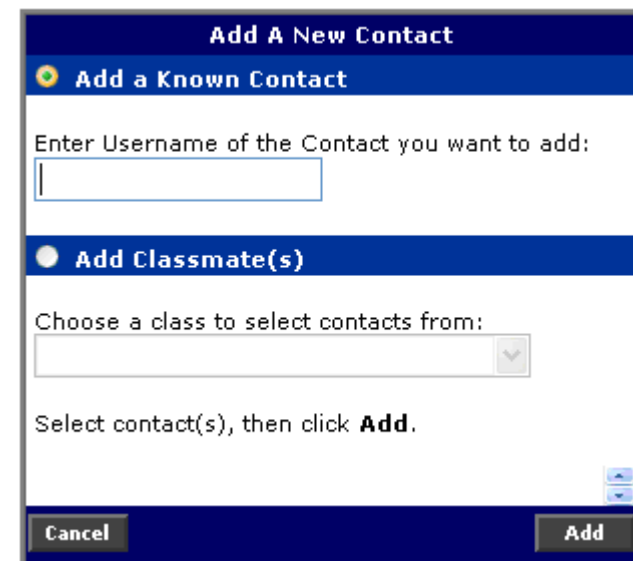 Add A New Contact
Add a Known Contact
Enter Username of the Contact you want to add:
Add Classmate(s)
Choose a class to select contacts from:
Select contact(s), then click Add.
Cancel
Add